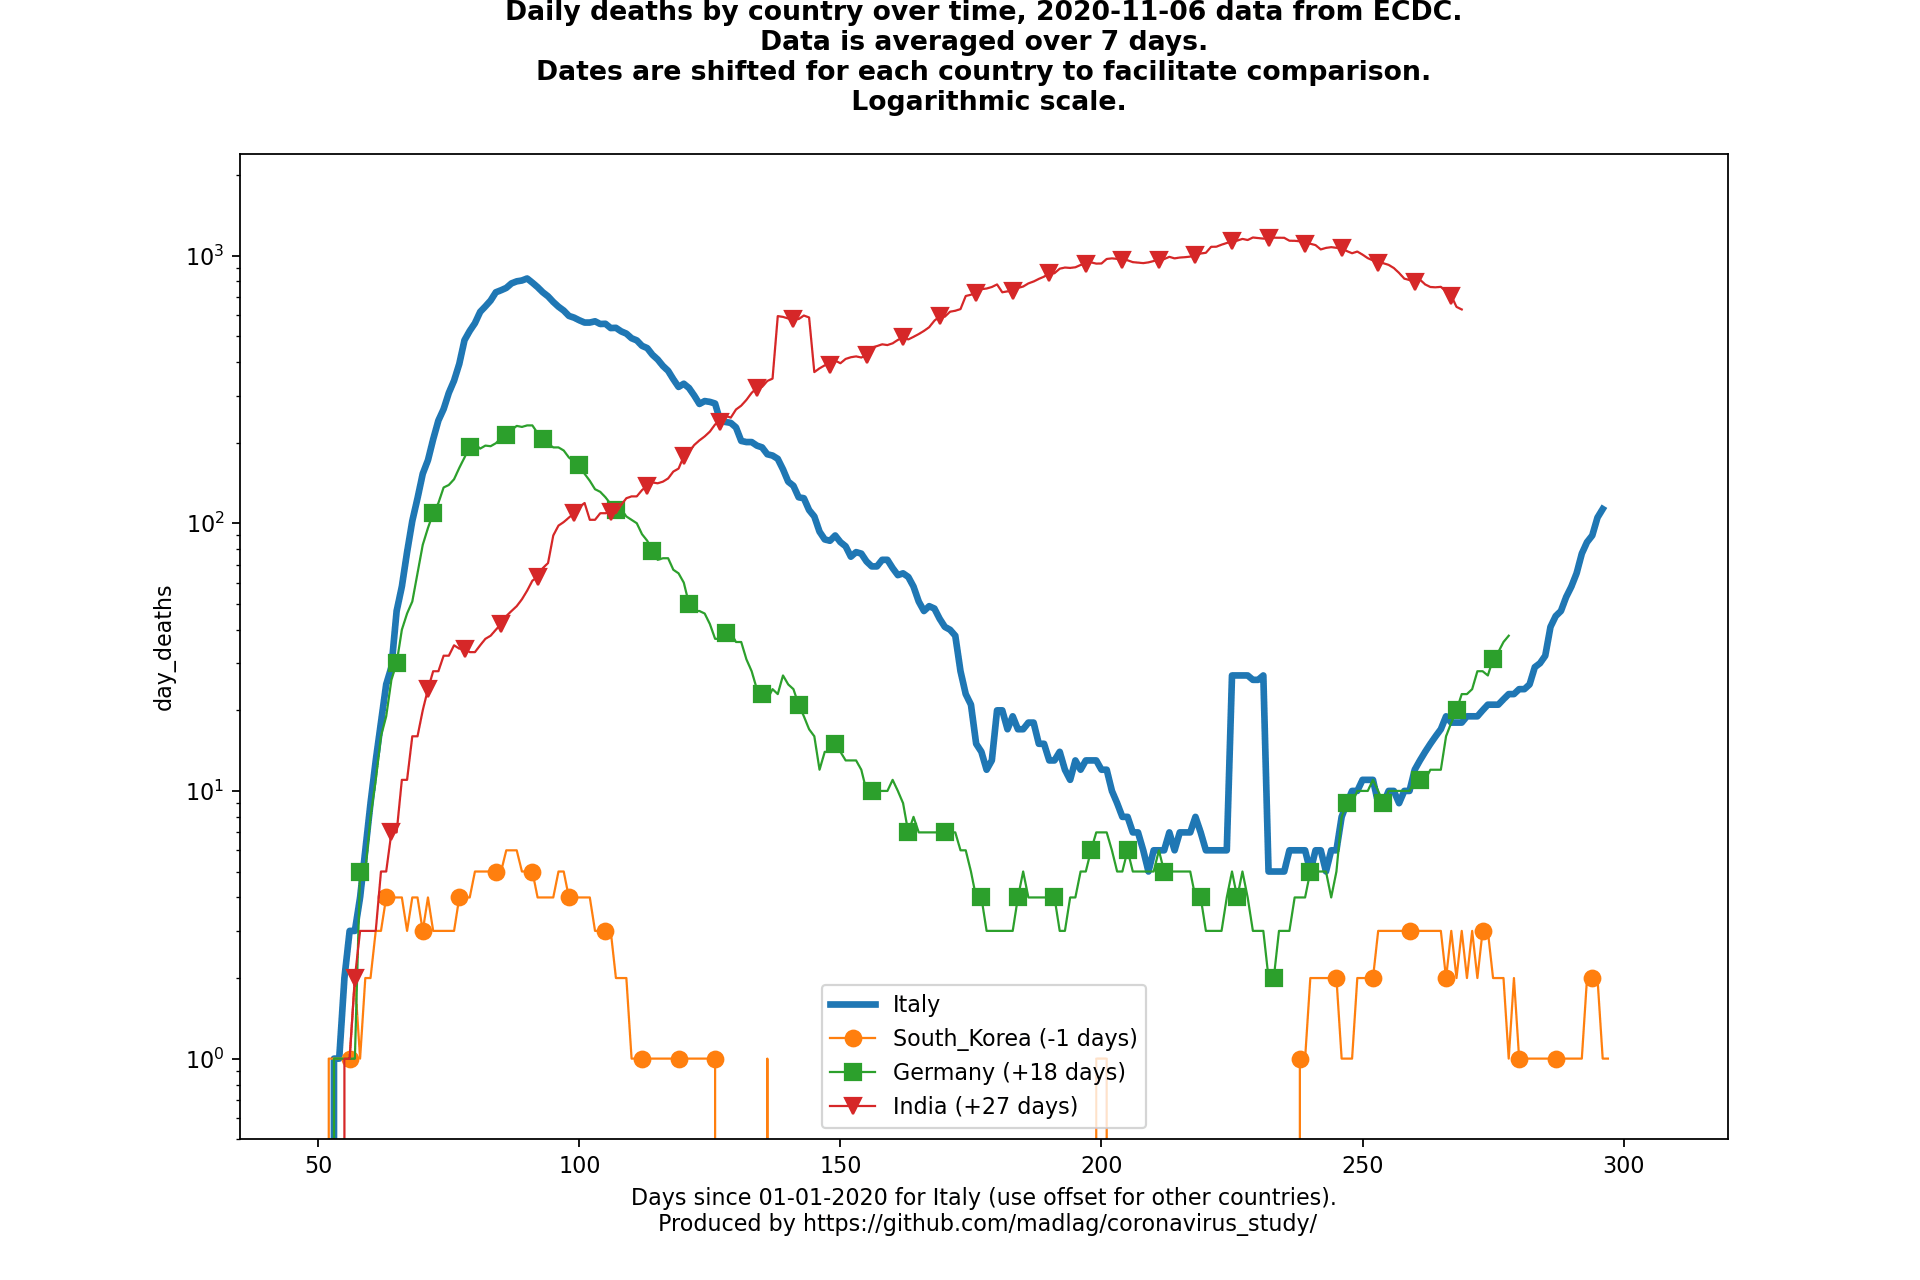 Daily deaths by country over time, 2020-11-06 data from ECDC.
Data is averaged over 7 days.
Dates are shifted for each country to facilitate comparison.
Logarithmic scale.
10³
10²
10¹
10⁰
day_deaths
Italy
South_Korea (-1 days)
Germany (+18 days)
India (+27 days)
50 100 150 200 250 300
Days since 01-01-2020 for Italy (use offset for other countries).
Produced by https://github.com/madlag/coronavirus_study/